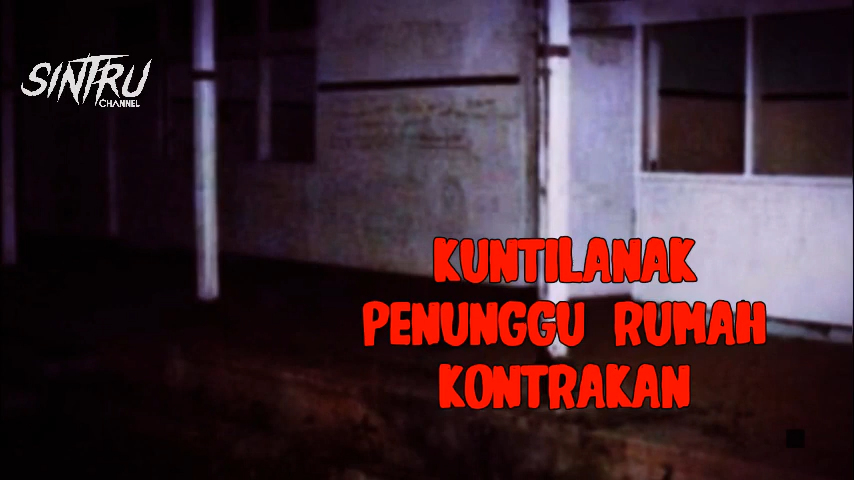 SINTRU
CHANNEL
KUNTILANAK
PENUNGGU RUMAH
KONTRAKAN